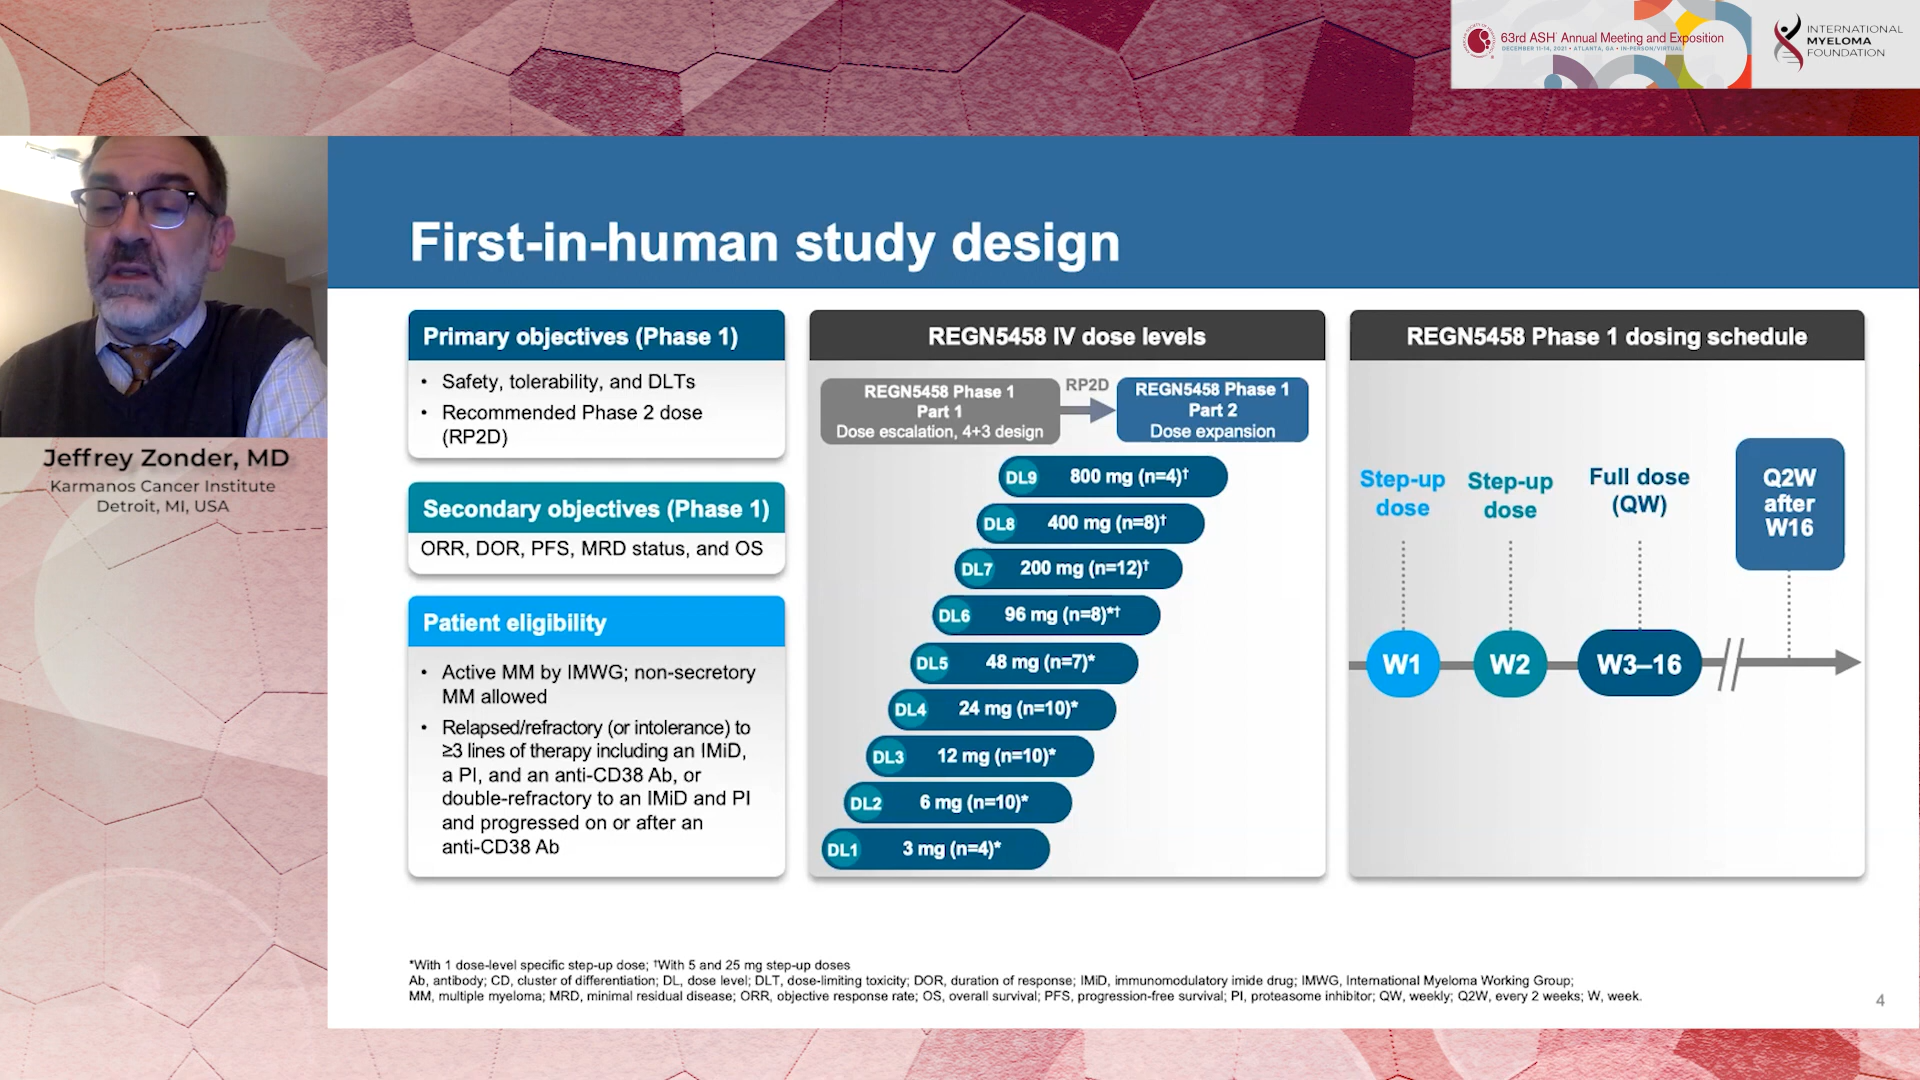 63rd ASH Annual Meeting and Exposition
DECEMBER 11-14, 2021 • ATLANTA, GA • IN-PERSON/VIRTUAL
INTERNATIONAL
MYELOMA
FOUNDATION
Jeffrey Zonder, MD
Karmanos Cancer Institute
Detroit, MI, USA
First-in-human study design
Primary objectives (Phase 1)
• Safety, tolerability, and DLTs
• Recommended Phase 2 dose
(RP2D)
Secondary objectives (Phase 1)
ORR, DOR, PFS, MRD status, and OS
Patient eligibility
• Active MM by IMWG; non-secretory
MM allowed
• Relapsed/refractory (or intolerance) to
≥3 lines of therapy including an IMiD,
a PI, and an anti-CD38 Ab, or
double-refractory to an IMiD and PI
and progressed on or after an
anti-CD38 Ab
REGN5458 IV dose levels
REGN5458 Phase 1
Part 1
Dose escalation, 4+3 design
RP2D
REGN5458 Phase 1
Part 2
Dose expansion
DL9 800 mg (n=4)†
DL8 400 mg (n=8)†
DL7 200 mg (n=12)†
DL6 96 mg (n=8)*†
DL5 48 mg (n=7)*
DL4 24 mg (n=10)*
DL3 12 mg (n=10)*
DL2 6 mg (n=10)*
DL1 3 mg (n=4)*
REGN5458 Phase 1 dosing schedule
Step-up
dose
Step-up
dose
Full dose
(QW)
Q2W
after
W16
W1
W2
W3–16
*With 1 dose-level specific step-up dose; †With 5 and 25 mg step-up doses
Ab, antibody; CD, cluster of differentiation; DL, dose level; DLT, dose-limiting toxicity; DOR, duration of response; IMiD, immunomodulatory imide drug; IMWG, International Myeloma Working Group;
MM, multiple myeloma; MRD, minimal residual disease; ORR, objective response rate; OS, overall survival; PFS, progression-free survival; PI, proteasome inhibitor; QW, weekly; Q2W, every 2 weeks; W, week.
4